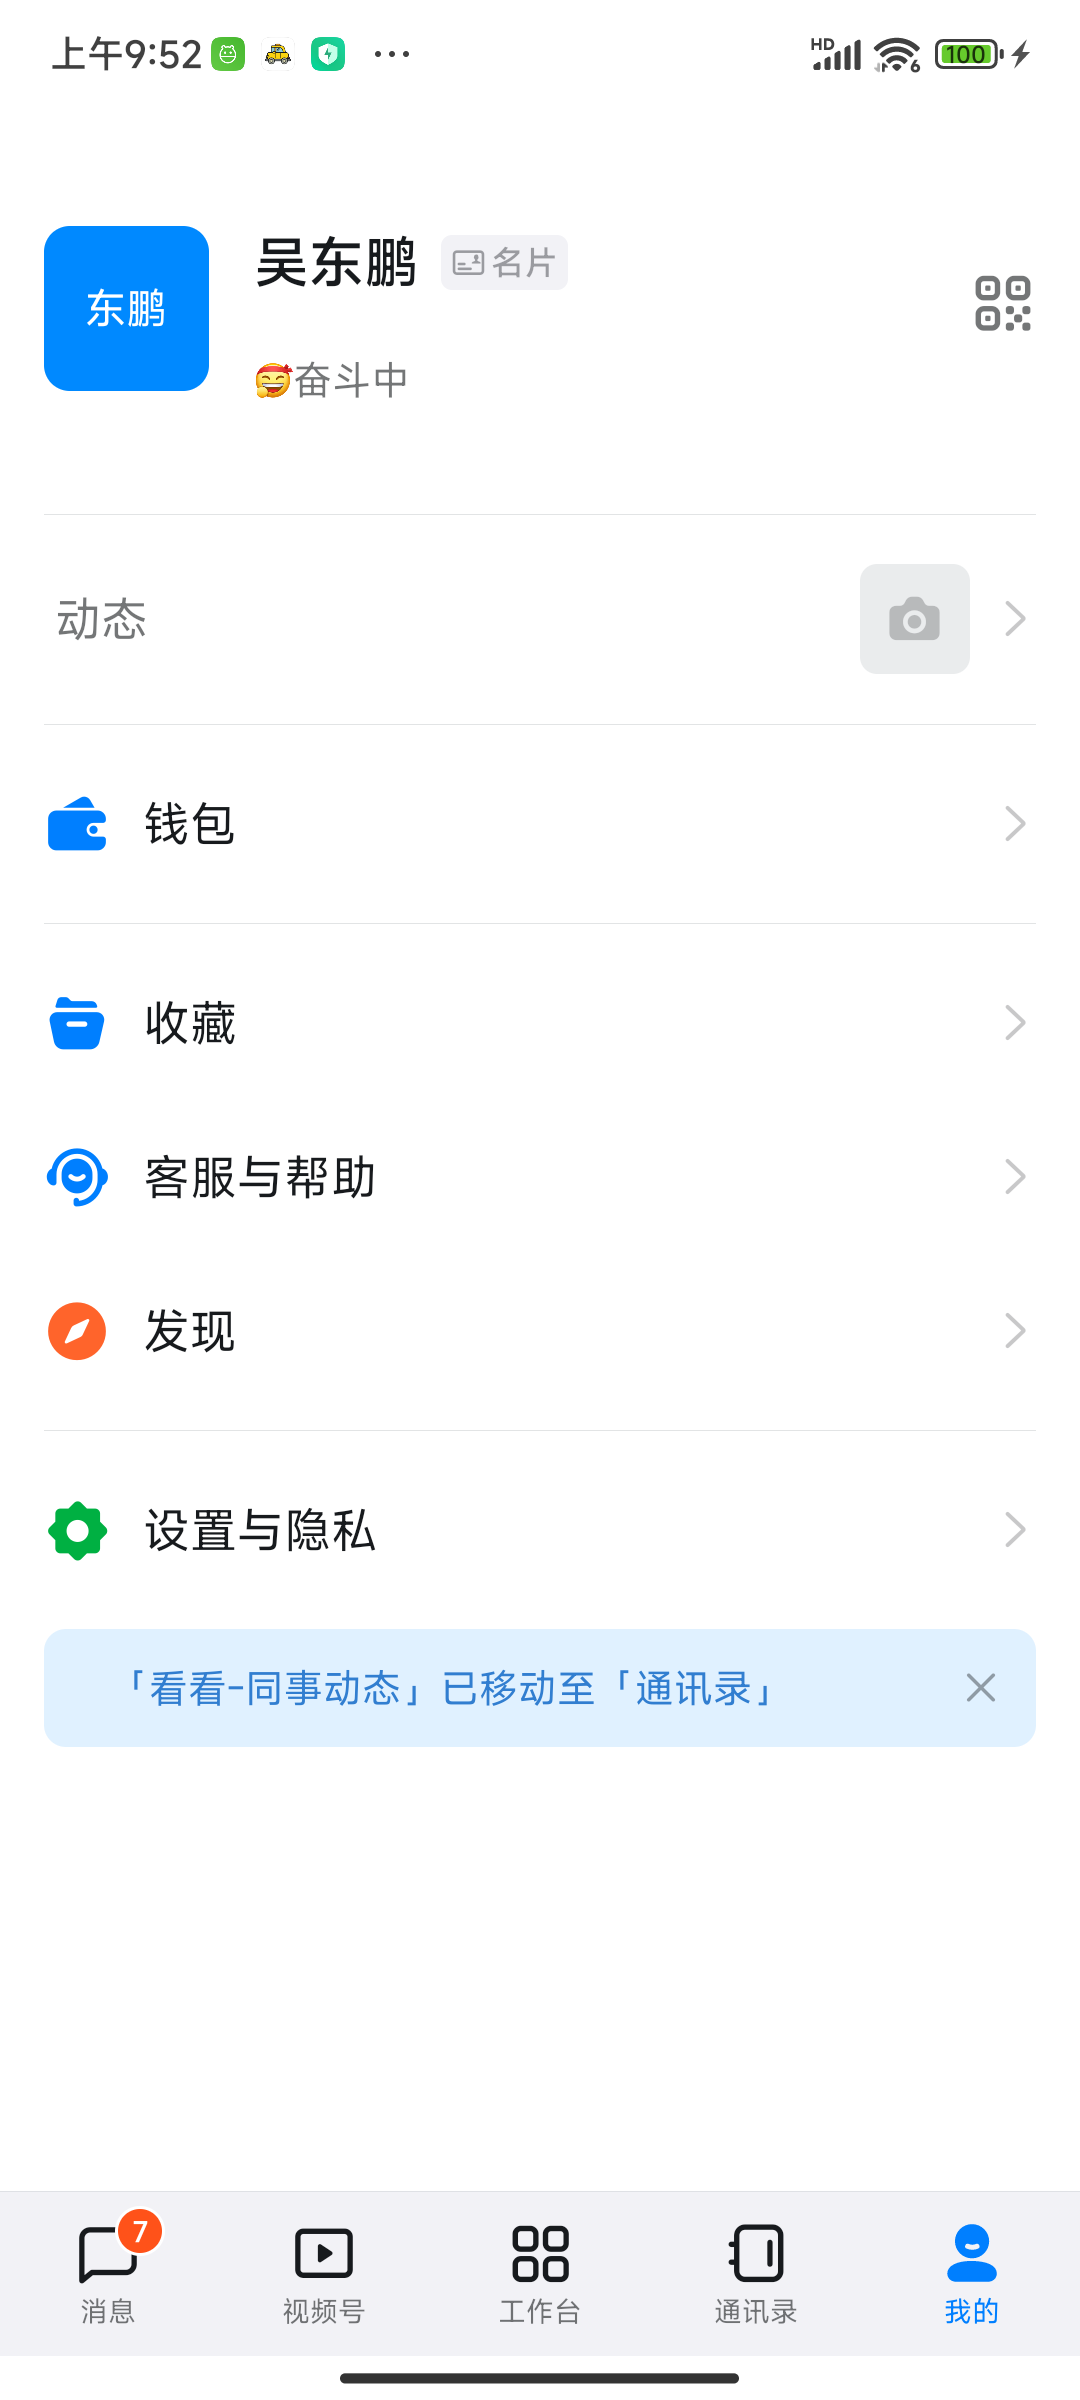 上午9:52
HD
6
100
吴东鹏 名片
东鹏
奋斗中
动态
钱包
收藏
客服与帮助
发现
设置与隐私
「看看-同事动态」已移动至「通讯录」
7
消息 视频号 工作台 通讯录 我的